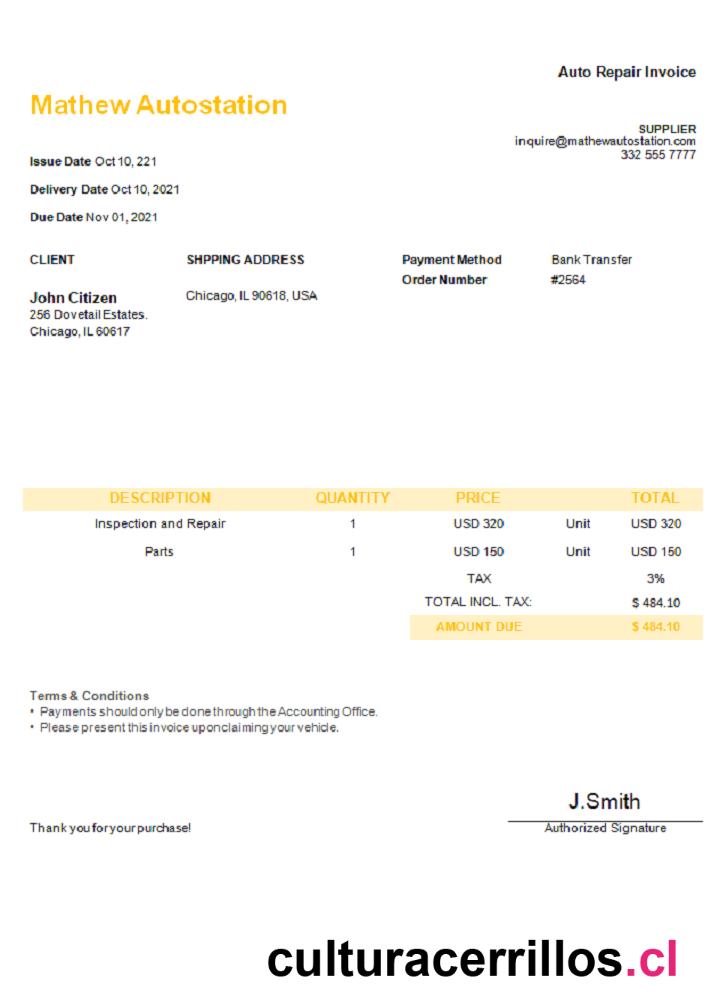 Auto Repair Invoice
Mathew Autostation
SUPPLIER
inquire@mathewautostation.com
332 555 7777
Issue Date Oct 10, 221
Delivery Date Oct 10, 2021
Due Date Nov 01, 2021
CLIENT SHPPING ADDRESS Payment Method Bank Transfer
Order Number #2564
John Citizen Chicago, IL 90618, USA
256 Dovetail Estates.
Chicago, IL 60617
DESCRIPTION QUANTITY PRICE TOTAL
Inspection and Repair 1 USD 320 Unit USD 320
Parts 1 USD 150 Unit USD 150
TAX 3%
TOTAL INCL. TAX: $ 484.10
AMOUNT DUE $ 484.10
Terms & Conditions
• Payments should only be done through the Accounting Office.
• Please present this invoice upon claiming your vehicle.
J.Smith
Thank you for your purchase! Authorized Signature
culturacerrillos.cl